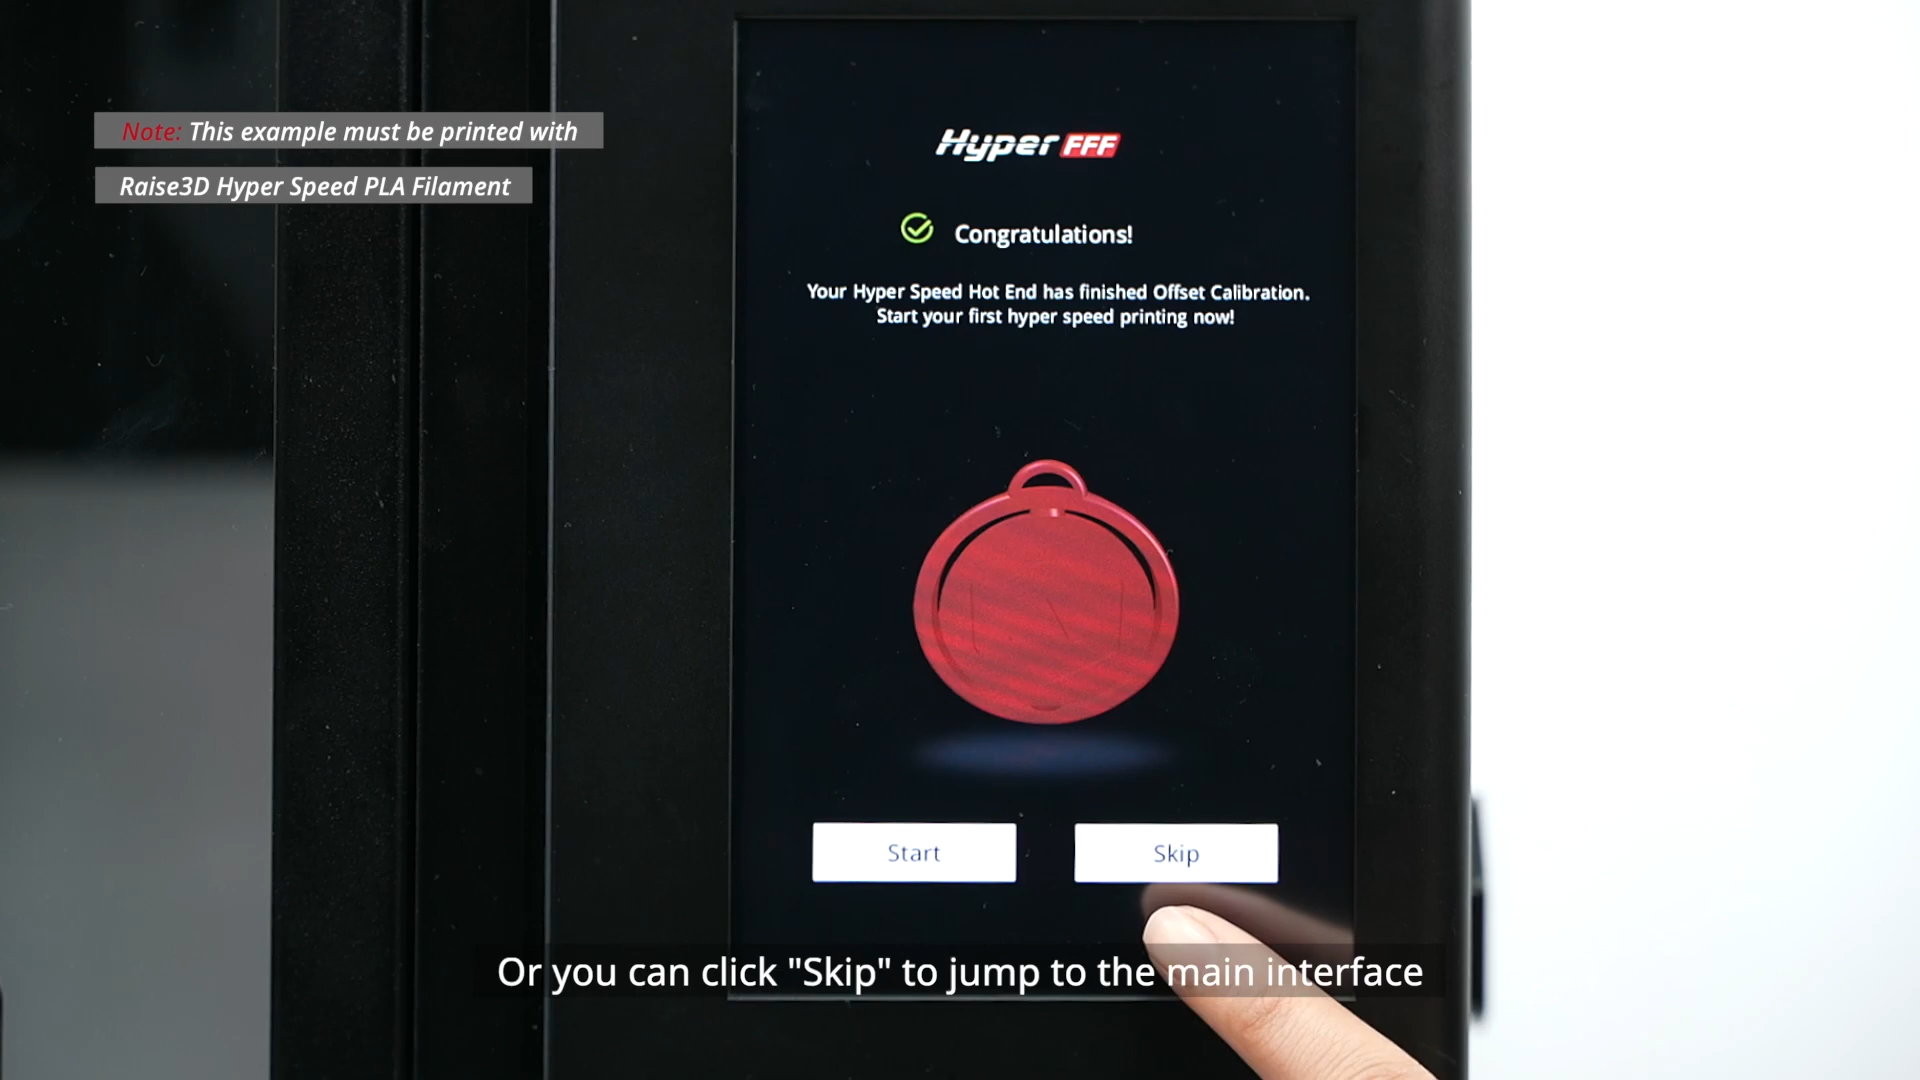 Note: This example must be printed with
Raise3D Hyper Speed PLA Filament
Hyper FFF
Congratulations!
Your Hyper Speed Hot End has finished Offset Calibration.
Start your first hyper speed printing now!
Start
Skip
Or you can click "Skip" to jump to the main interface